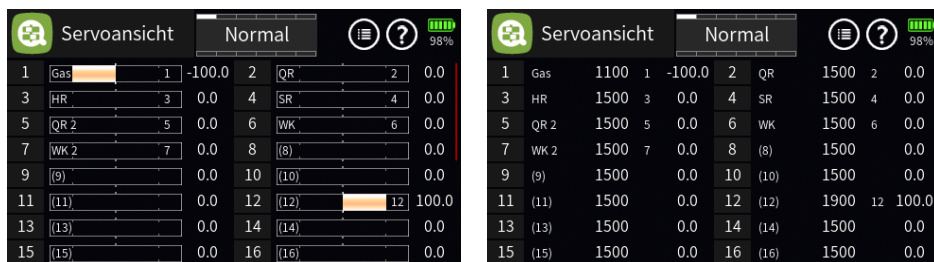 Servoansicht Normal 98%
1 Gas 1 -100.0 2 QR 2 0.0
3 HR 3 0.0 4 SR 4 0.0
5 QR 2 5 0.0 6 WK 6 0.0
7 WK 2 7 0.0 8 (8) 0.0
9 (9) 0.0 10 (10) 0.0
11 (11) 0.0 12 (12) 12 100.0
13 (13) 0.0 14 (14) 0.0
15 (15) 0.0 16 (16) 0.0
Servoansicht Normal 98%
1 Gas 1100 1 -100.0 2 QR 1500 2 0.0
3 HR 1500 3 0.0 4 SR 1500 4 0.0
5 QR 2 1500 5 0.0 6 WK 1500 6 0.0
7 WK 2 1500 7 0.0 8 (8) 1500 0.0
9 (9) 1500 0.0 10 (10) 1500 0.0
11 (11) 1500 0.0 12 (12) 1900 12 100.0
13 (13) 1500 0.0 14 (14) 1500 0.0
15 (15) 1500 0.0 16 (16) 1500 0.0